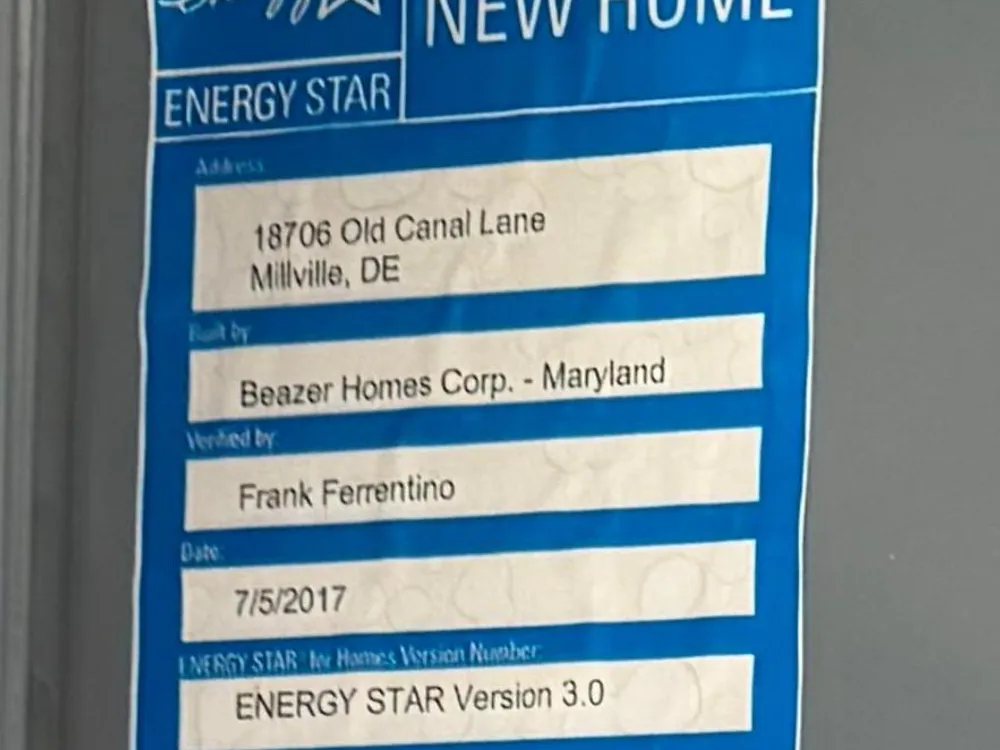 energy
NEW HOME
ENERGY STAR
Address
18706 Old Canal Lane
Millville, DE
Built by
Beazer Homes Corp. - Maryland
Verified by:
Frank Ferrentino
Date:
7/5/2017
ENERGY STAR for Homes Version Number:
ENERGY STAR Version 3.0